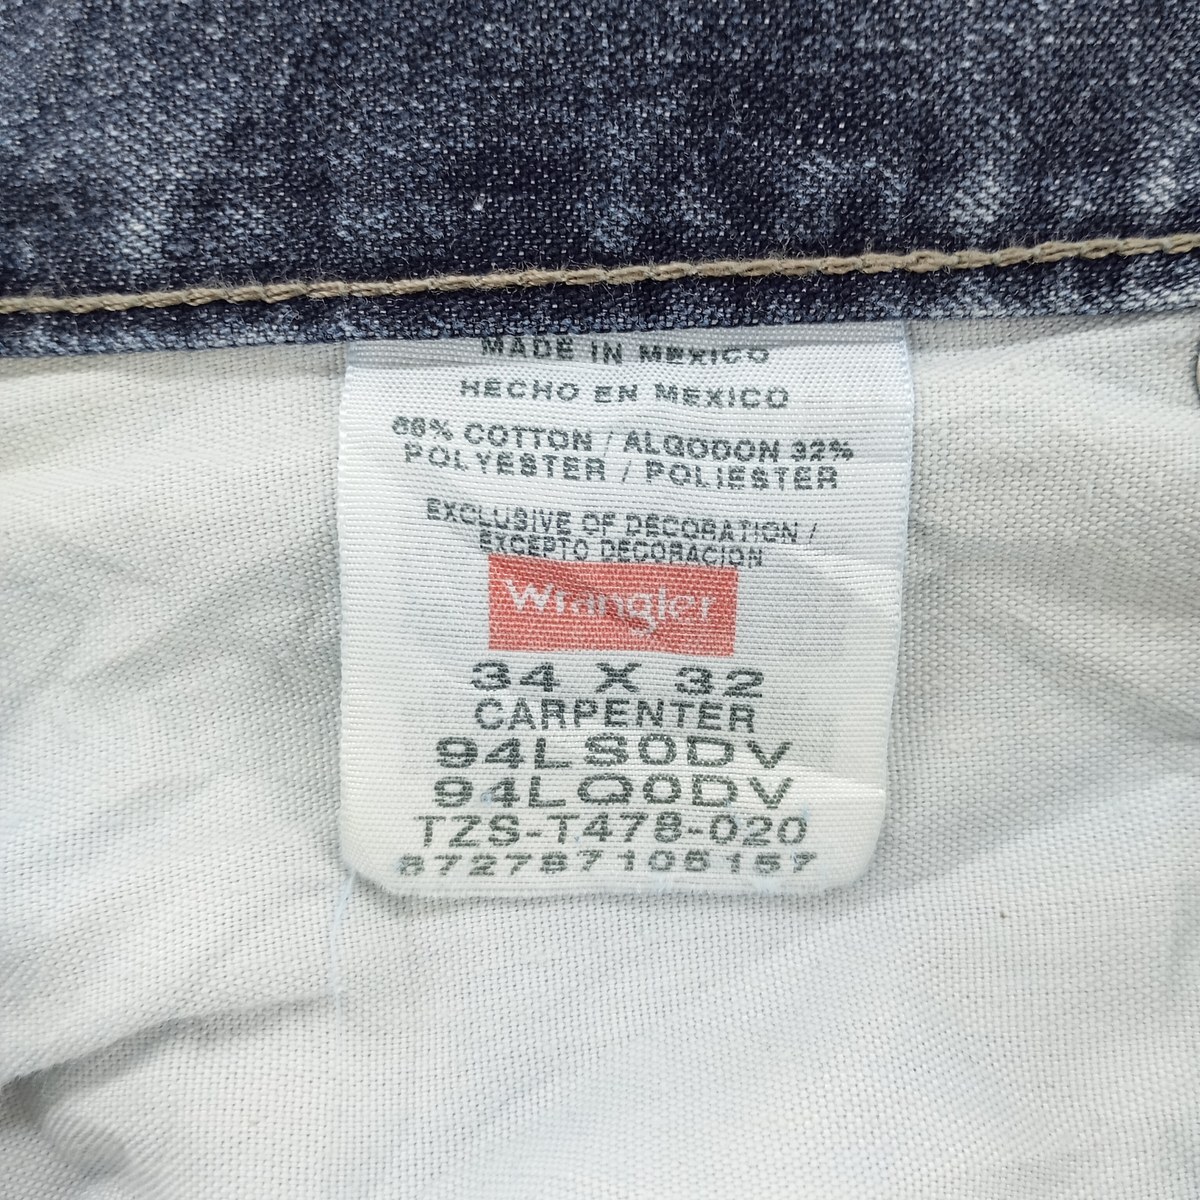 MADE IN MEXICO
HECHO EN MEXICO
68% COTTON / ALGODON 32%
POLYESTER / POLIESTER
EXCLUSIVE OF DECORATION /
EXCEPTO DECORACION
Wrangler
34 X 32
CARPENTER
94LS0DV
94LQ0DV
TZS-T478-020
872787105157